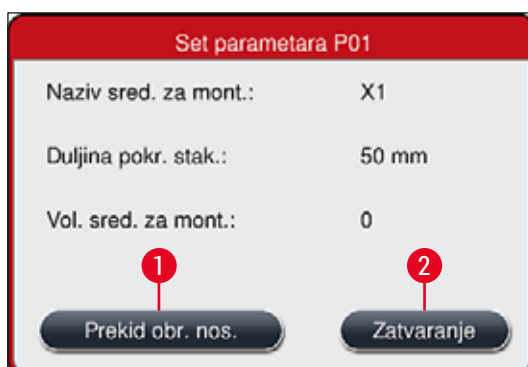 Set parametara P01
Naziv sred. za mont.: X1
Duljina pokr. stak.: 50 mm
Vol. sred. za mont.: 0
1 2
Prekid obr. nos. Zatvaranje